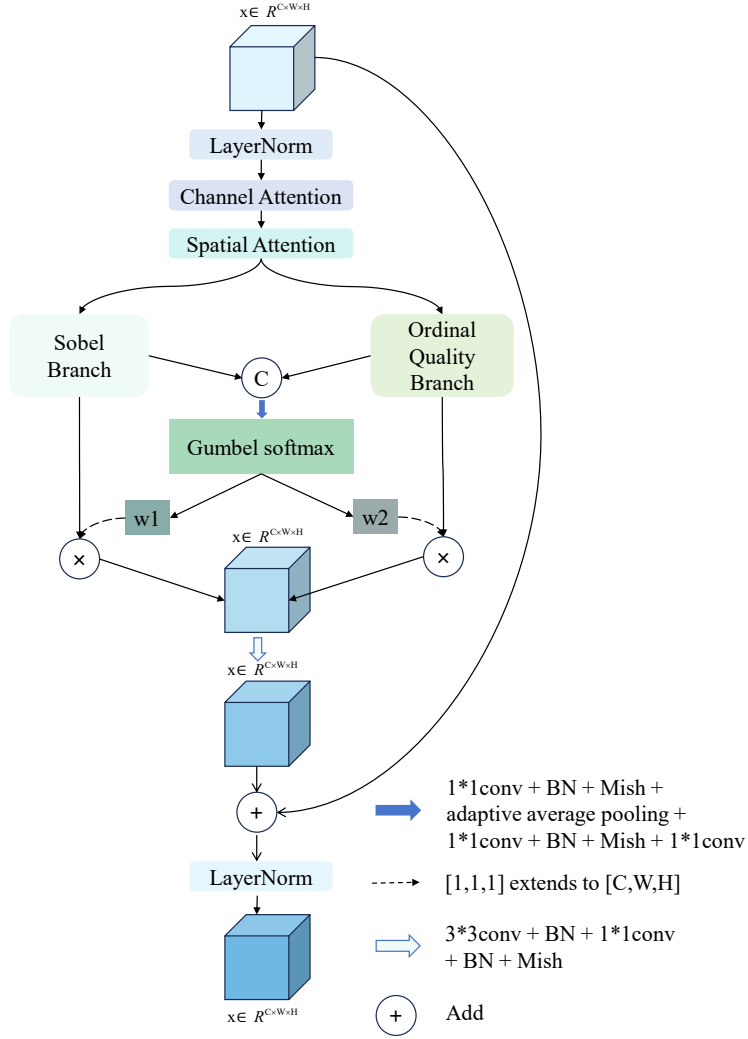 x∈ R^{C×W×H}
LayerNorm
Channel Attention
Spatial Attention
Sobel
Branch
C
Ordinal
Quality
Branch
Gumbel softmax
w1
w2
×
×
x∈ R^{C×W×H}
x∈ R^{C×W×H}
+
LayerNorm
x∈ R^{C×W×H}
1*1conv + BN + Mish +
adaptive average pooling +
1*1conv + BN + Mish + 1*1conv
[1,1,1] extends to [C,W,H]
3*3conv + BN + 1*1conv
+ BN + Mish
+ Add